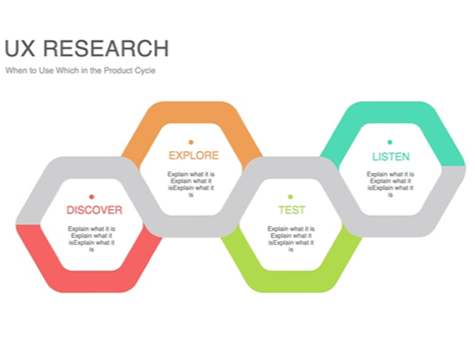 UX RESEARCH
When to Use Which in the Product Cycle
DISCOVER
Explain what it is
Explain what it
isExplain what it
is
EXPLORE
Explain what it is
Explain what it
isExplain what it
is
TEST
Explain what it is
Explain what it
isExplain what it
is
LISTEN
Explain what it is
Explain what it
isExplain what it
is